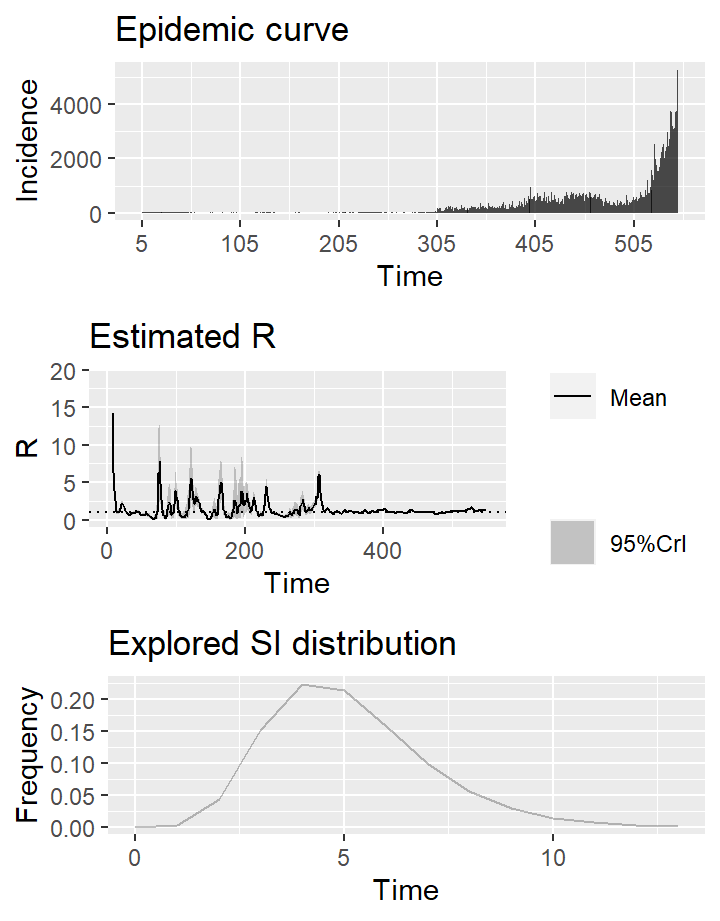 Epidemic curve
Incidence
4000
2000
0
5 105 205 305 405 505
Time
Estimated R
R
20
15
10
5
0
0 200 400
Time
Mean
95%CrI
Explored SI distribution
Frequency
0.20
0.15
0.10
0.05
0.00
0 5 10
Time